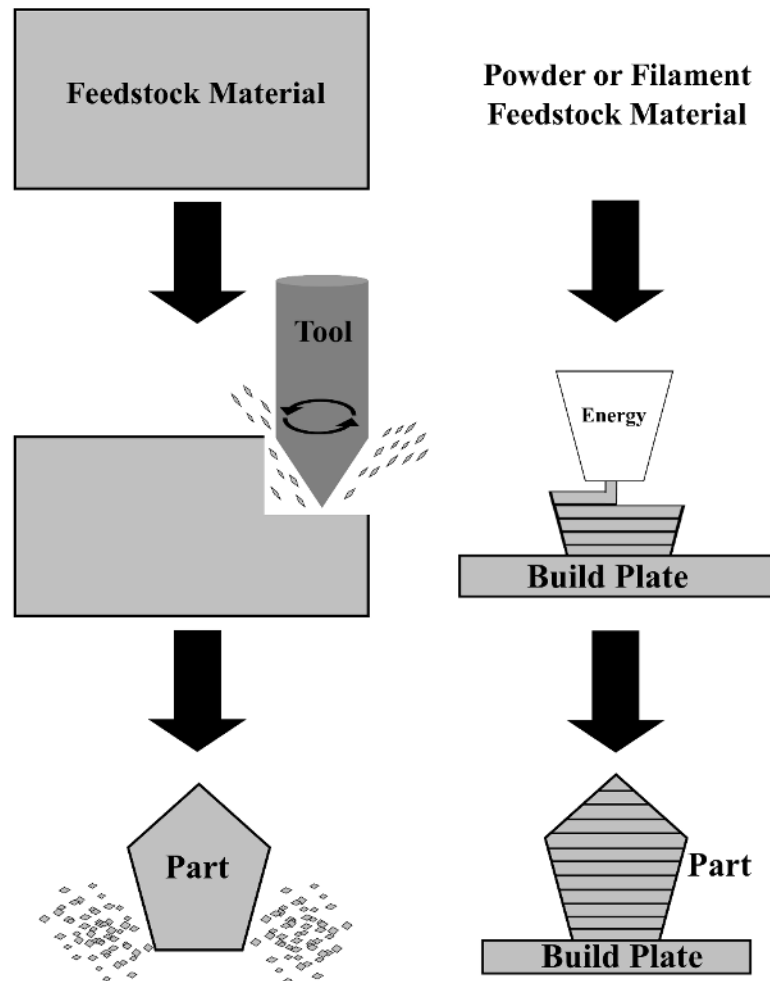 Feedstock Material
Powder or Filament
Feedstock Material
Tool
Energy
Build Plate
Part
Part
Build Plate